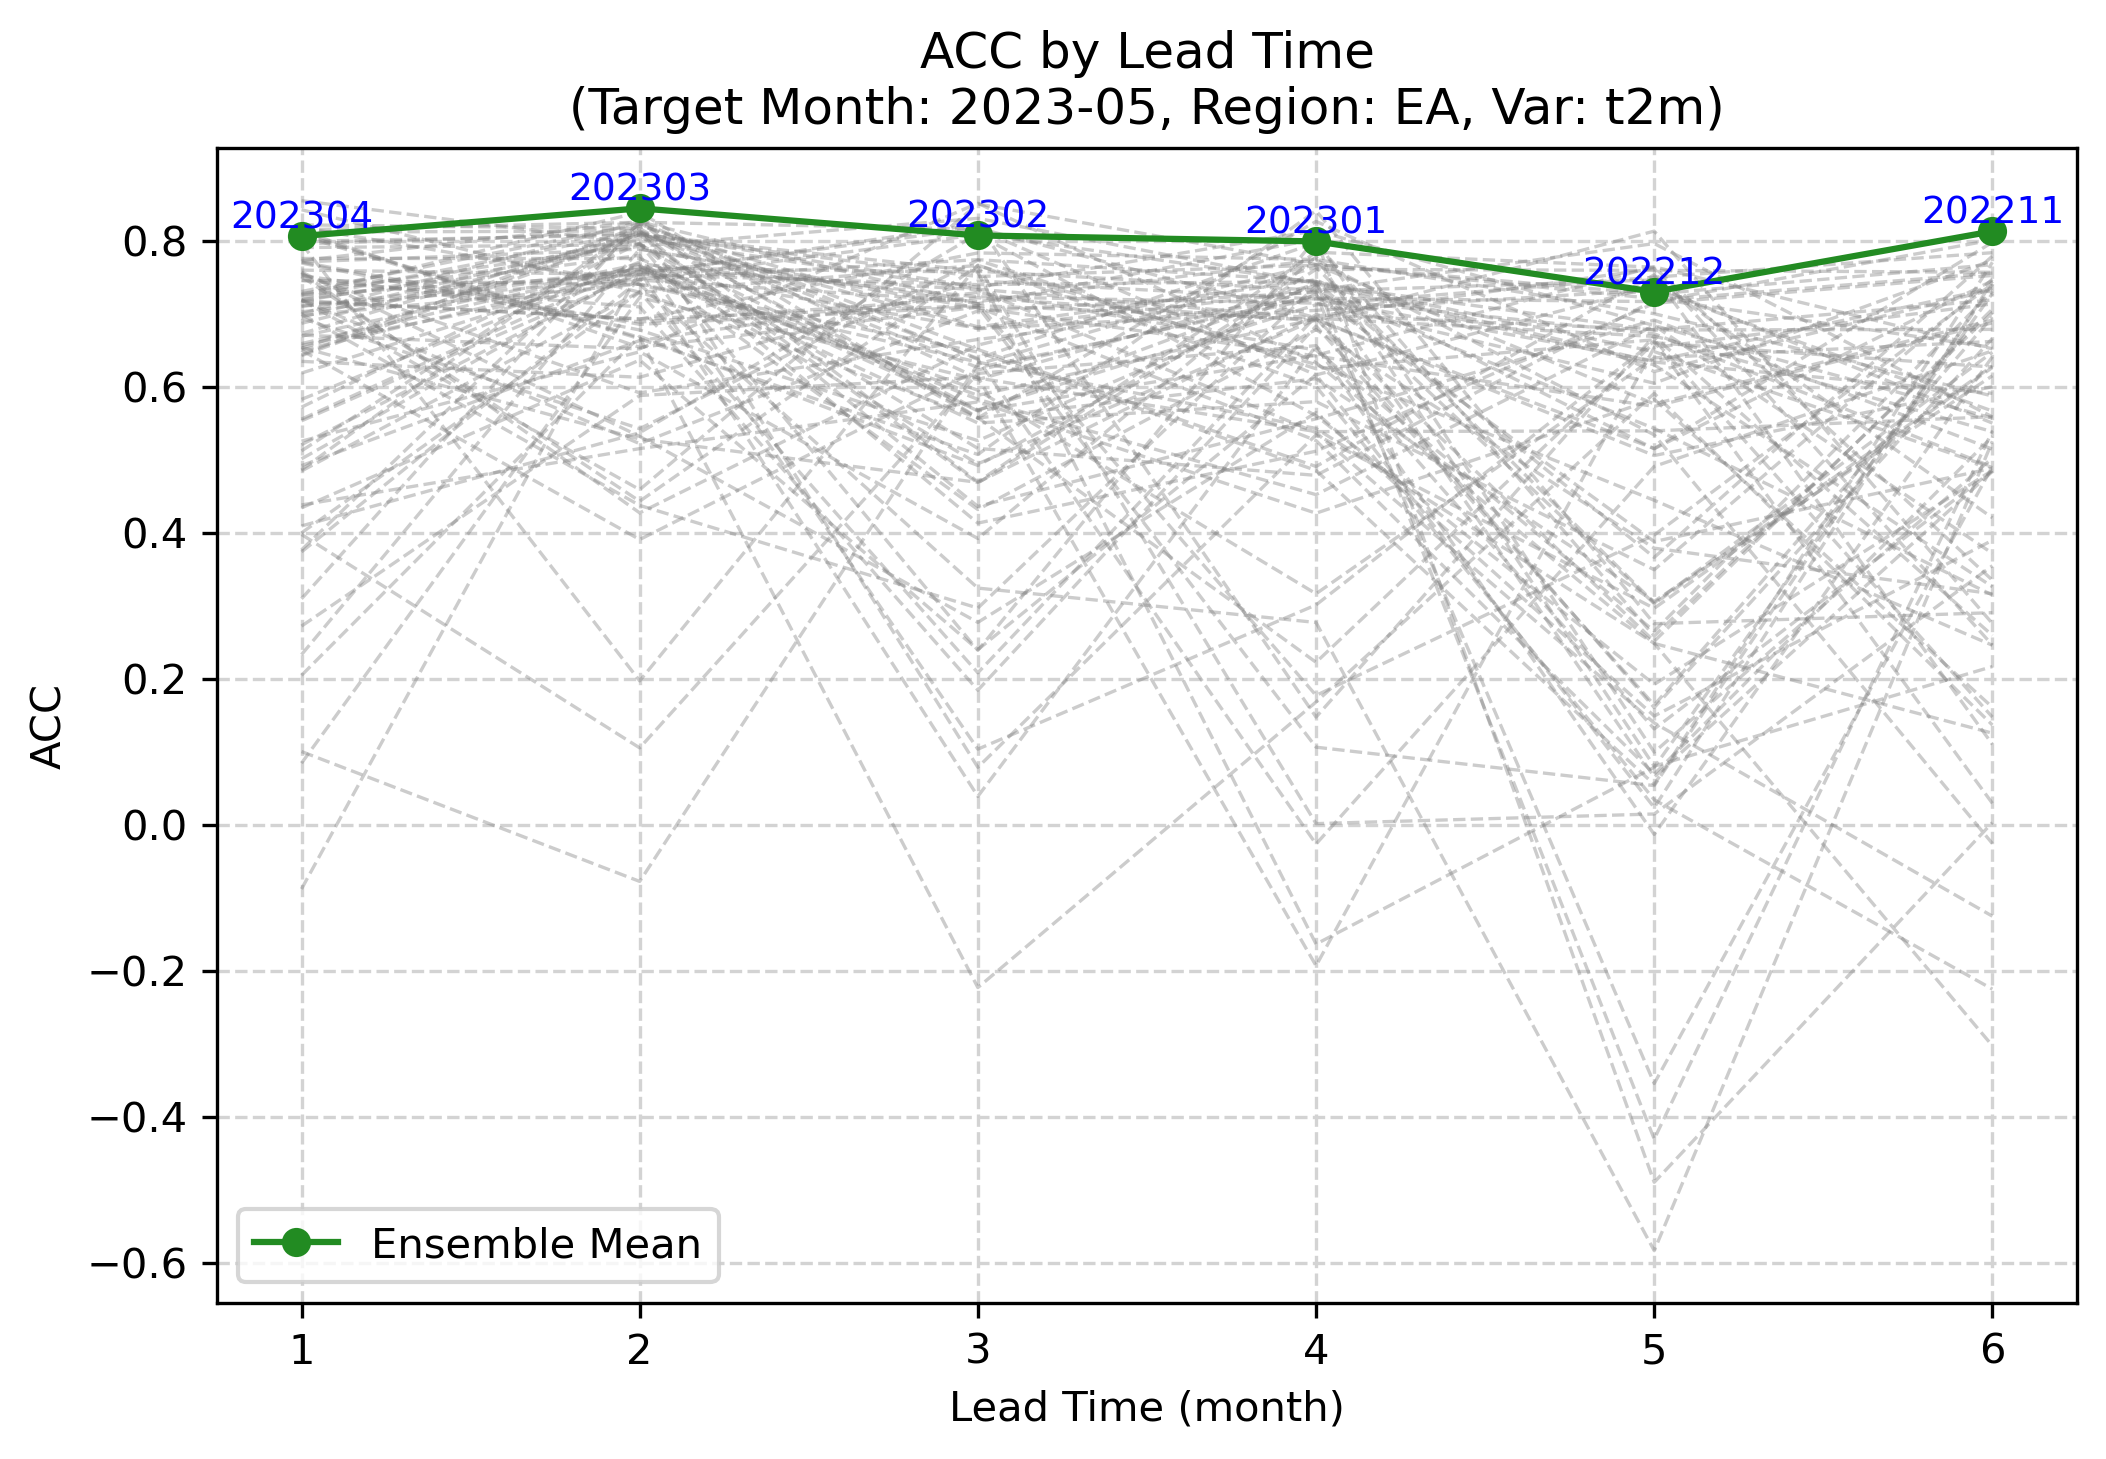 ACC by Lead Time
(Target Month: 2023-05, Region: EA, Var: t2m)
202304
202303
202302
202301
202212
202211
0.8
0.6
0.4
0.2
0.0
−0.2
−0.4
−0.6
ACC
Ensemble Mean
1 2 3 4 5 6
Lead Time (month)